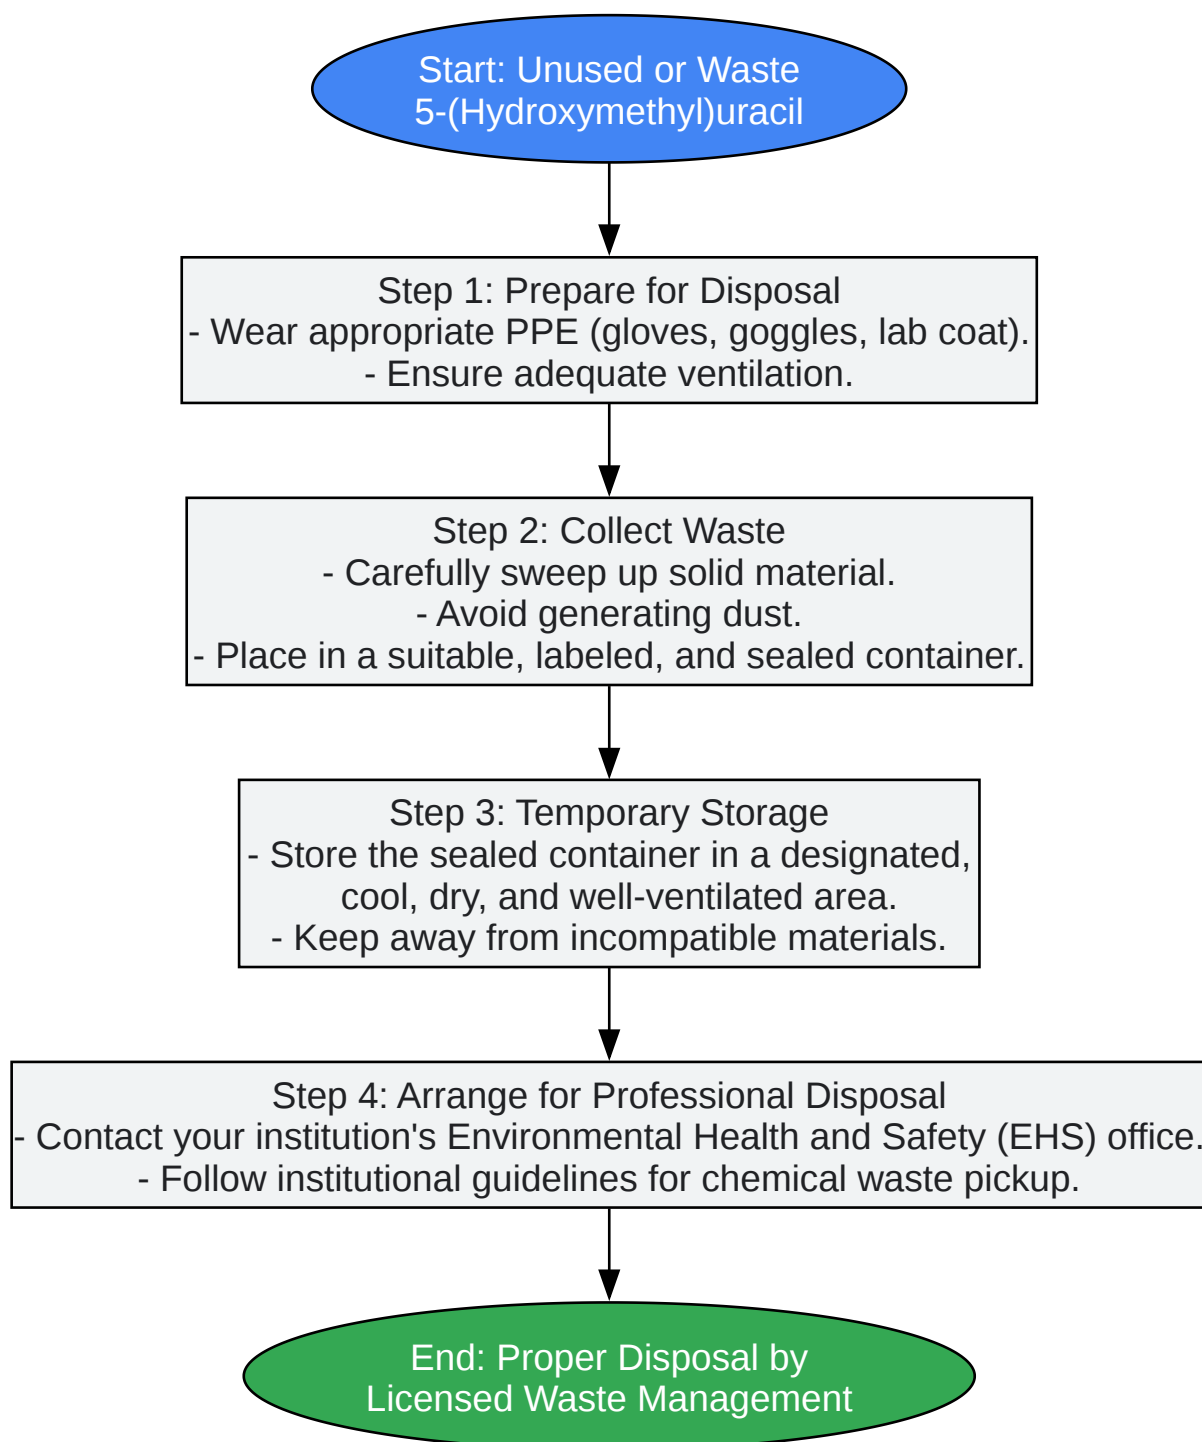 Start: Unused or Waste
5-(Hydroxymethyl)uracil
Step 1: Prepare for Disposal
- Wear appropriate PPE (gloves, goggles, lab coat).
- Ensure adequate ventilation.
Step 2: Collect Waste
- Carefully sweep up solid material.
- Avoid generating dust.
- Place in a suitable, labeled, and sealed container.
Step 3: Temporary Storage
- Store the sealed container in a designated,
cool, dry, and well-ventilated area.
- Keep away from incompatible materials.
Step 4: Arrange for Professional Disposal
- Contact your institution's Environmental Health and Safety (EHS) office.
- Follow institutional guidelines for chemical waste pickup.
End: Proper Disposal by
Licensed Waste Management